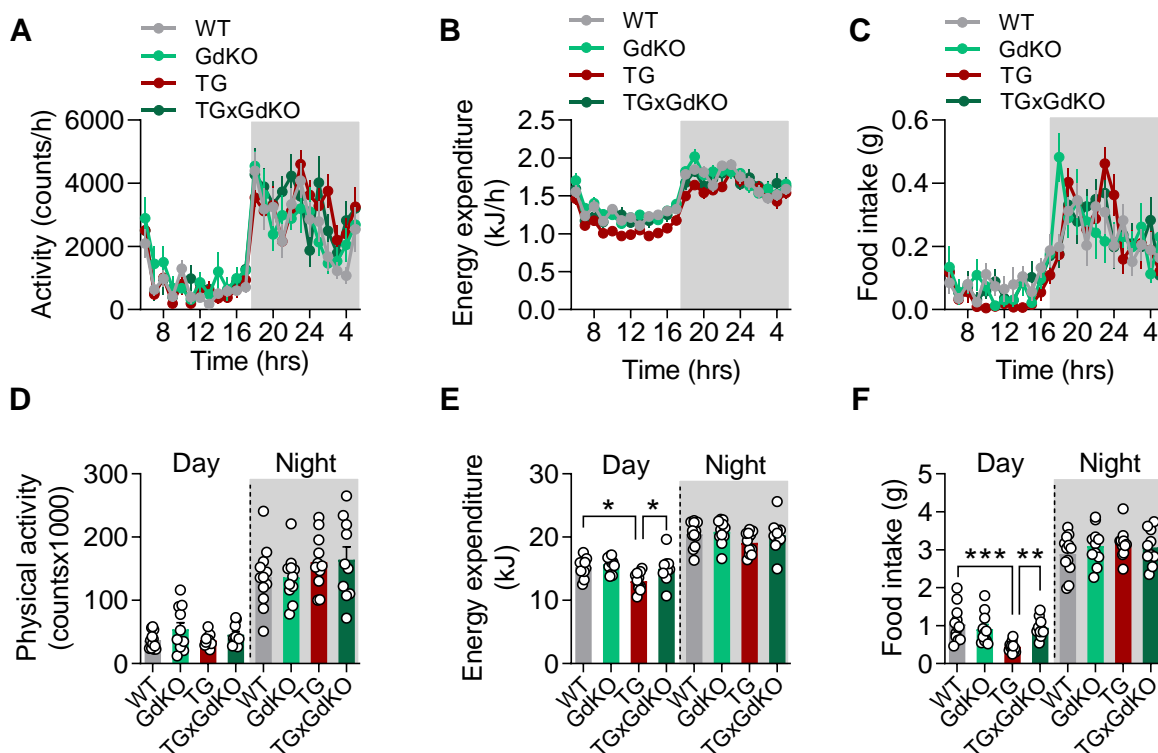 A
WT
GdKO
TG
TGxGdKO
Activity (counts/h)
6000
4000
2000
0
8 12 16 20 24 4
Time (hrs)
B
WT
GdKO
TG
TGxGdKO
Energy expenditure
(kJ/h)
2.5
2.0
1.5
1.0
0.5
0.0
8 12 16 20 24 4
Time (hrs)
C
WT
GdKO
TG
TGxGdKO
Food intake (g)
0.6
0.4
0.2
0.0
8 12 16 20 24 4
Time (hrs)
D
Day Night
Physical activity
(countsx1000)
300
200
100
0
WT GdKO TG TGxGdKO WT GdKO TG TGxGdKO
E
Day Night
Energy expenditure
(kJ)
30
20
10
0
* *
WT GdKO TG TGxGdKO WT GdKO TG TGxGdKO
F
Day Night
Food intake (g)
5
4
3
2
1
0
*** **
WT GdKO TG TGxGdKO WT GdKO TG TGxGdKO